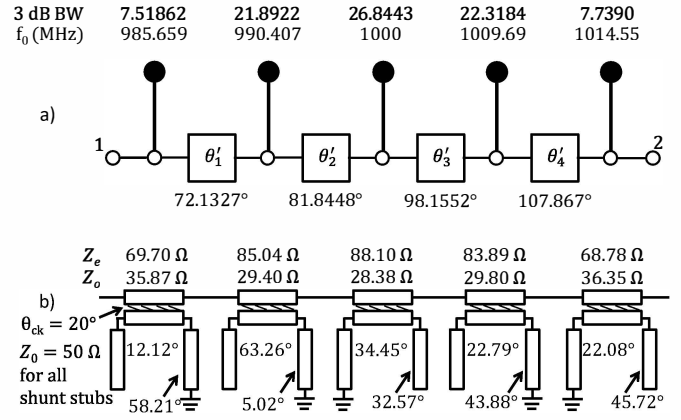 3 dB BW 7.51862 21.8922 26.8443 22.3184 7.7390
f₀ (MHz) 985.659 990.407 1000 1009.69 1014.55
a)
1 θ′₁ θ′₂ θ′₃ θ′₄ 2
72.1327° 81.8448° 98.1552° 107.867°
Zₑ 69.70 Ω 85.04 Ω 88.10 Ω 83.89 Ω 68.78 Ω
Zₒ 35.87 Ω 29.40 Ω 28.38 Ω 29.80 Ω 36.35 Ω
b)
θck = 20°
Z₀ = 50 Ω 12.12° 63.26° 34.45° 22.79° 22.08°
for all
shunt stubs 58.21° 5.02° 32.57° 43.88° 45.72°